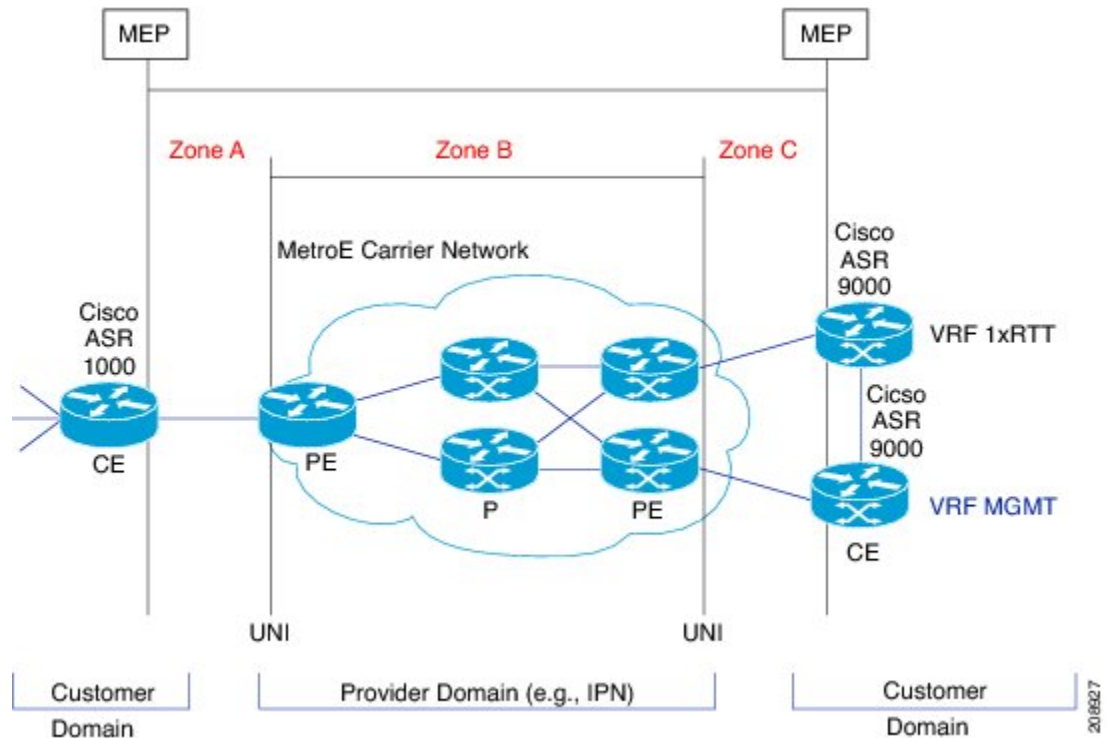 MEP
MEP
Zone A
Zone B
Zone C
MetroE Carrier Network
Cisco
ASR
1000
Cisco
ASR
9000
VRF 1xRTT
Cicso
ASR
9000
CE
PE
P
PE
VRF MGMT
CE
UNI
UNI
Customer
Domain
Provider Domain (e.g., IPN)
Customer
Domain
208927